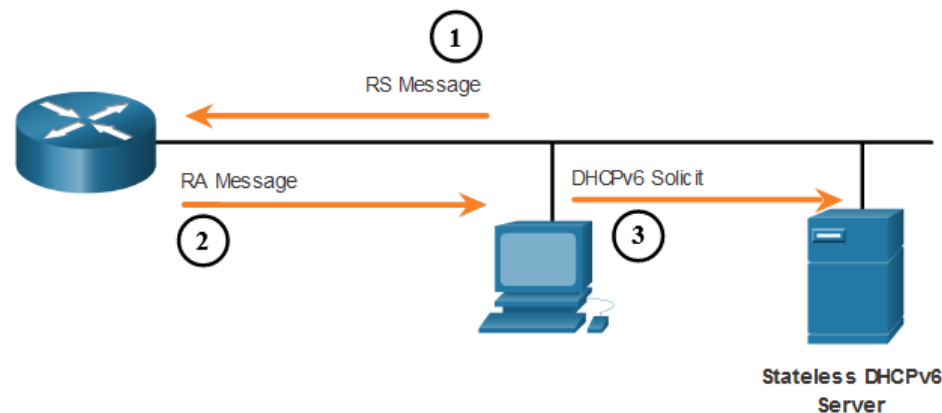 1
RS Message
RA Message
2
DHCPv6 Solicit
3
Stateless DHCPv6
Server